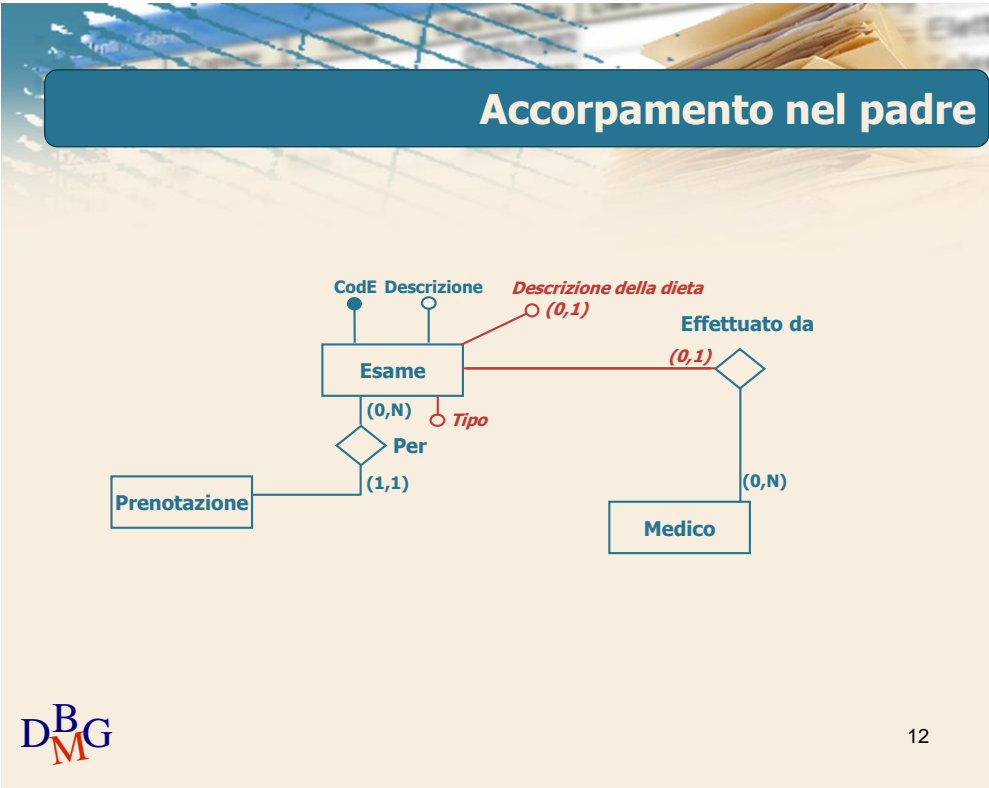 Accorpamento nel padre
CodE Descrizione
Descrizione della dieta
(0,1)
Effettuato da
(0,1)
Esame
(0,N)
Tipo
Per
(1,1)
Prenotazione
(0,N)
Medico
DBMG
12